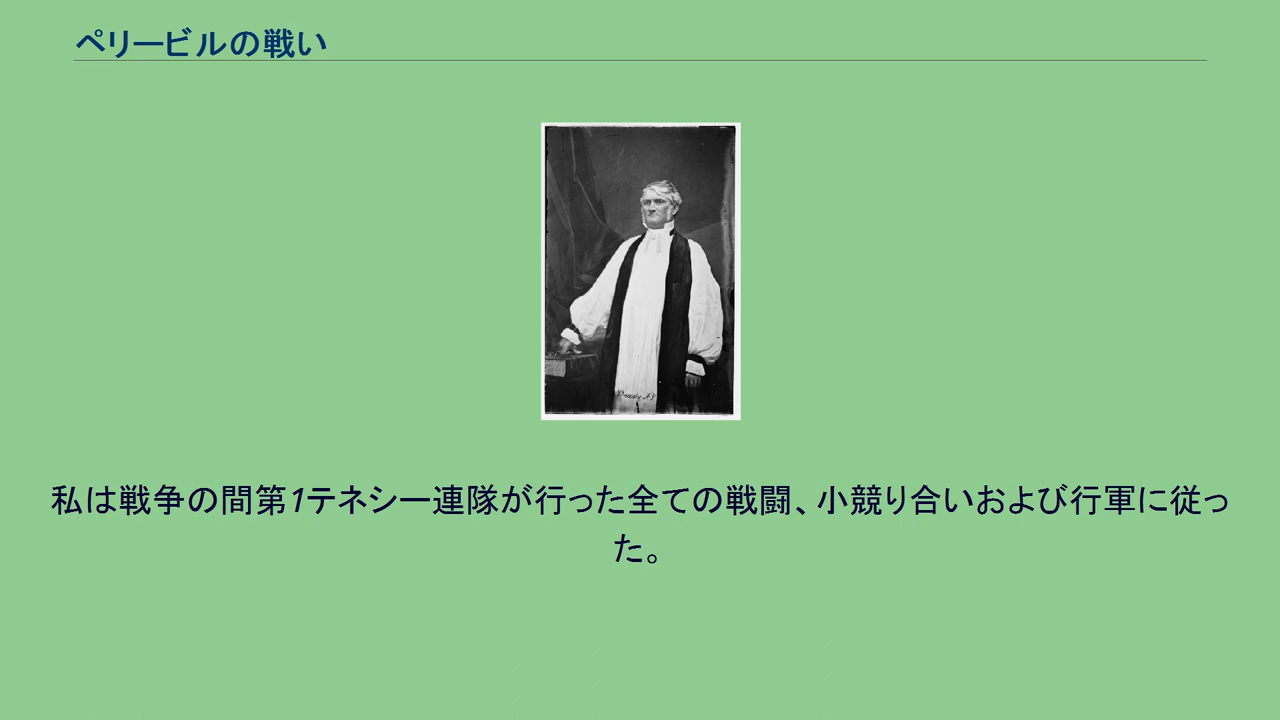 ペリービルの戦い
私は戦争の間第1テネシー連隊が行った全ての戦闘、小競り合いおよび行軍に従っ
た。